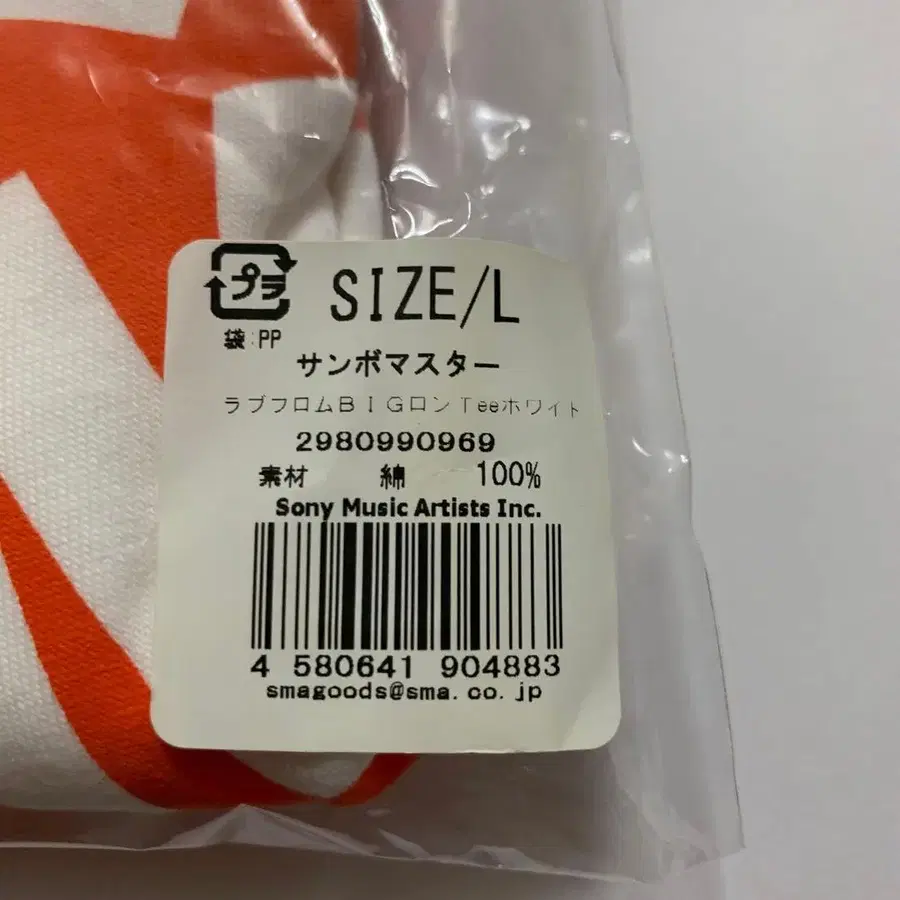 プラ
SIZE/L
袋:PP
サンボマスター
ラブフロムBIGロンTeeホワイト
2980990969
素材 綿 100%
Sony Music Artists Inc.
4 580641 904883
smagoods@sma.co.jp